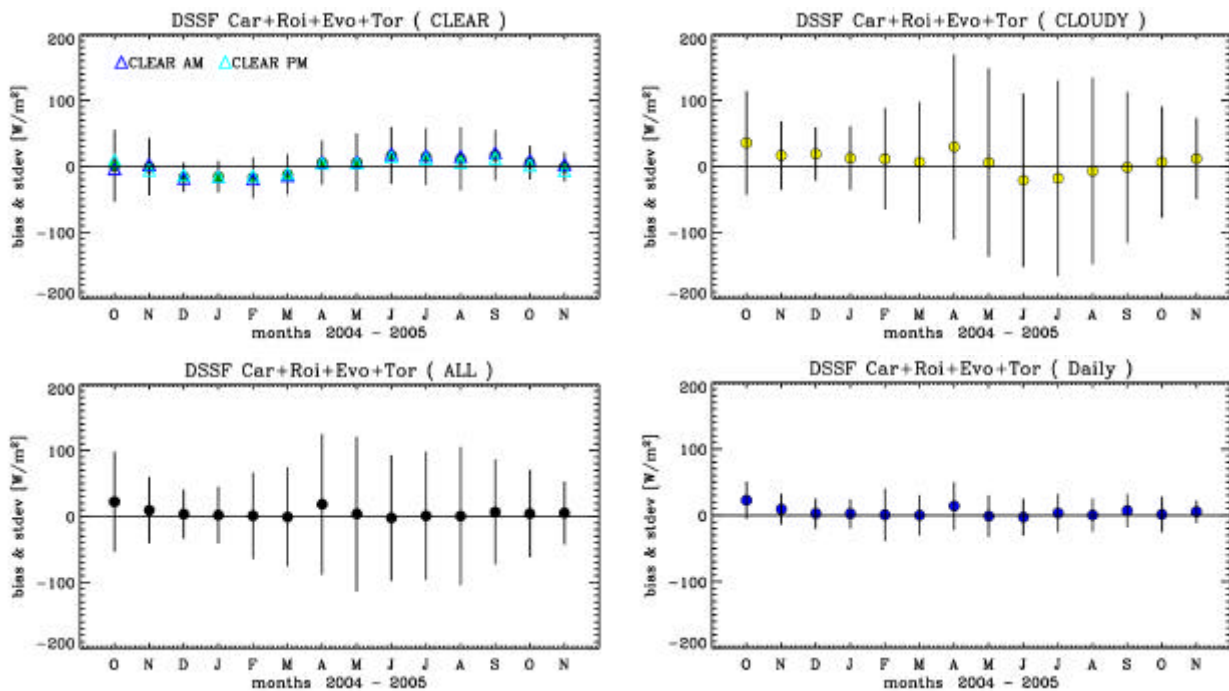 DSSF Car+Roi+Evo+Tor ( CLEAR )
200
100
0
-100
-200
bias & stdev [W/m²]
CLEAR AM CLEAR PM
O N D J F M A M J J A S O N
months 2004 - 2005
DSSF Car+Roi+Evo+Tor ( CLOUDY )
200
100
0
-100
-200
bias & stdev [W/m²]
O N D J F M A M J J A S O N
months 2004 - 2005
DSSF Car+Roi+Evo+Tor ( ALL )
200
100
0
-100
-200
bias & stdev [W/m²]
O N D J F M A M J J A S O N
months 2004 - 2005
DSSF Car+Roi+Evo+Tor ( Daily )
200
100
0
-100
-200
bias & stdev [W/m²]
O N D J F M A M J J A S O N
months 2004 - 2005